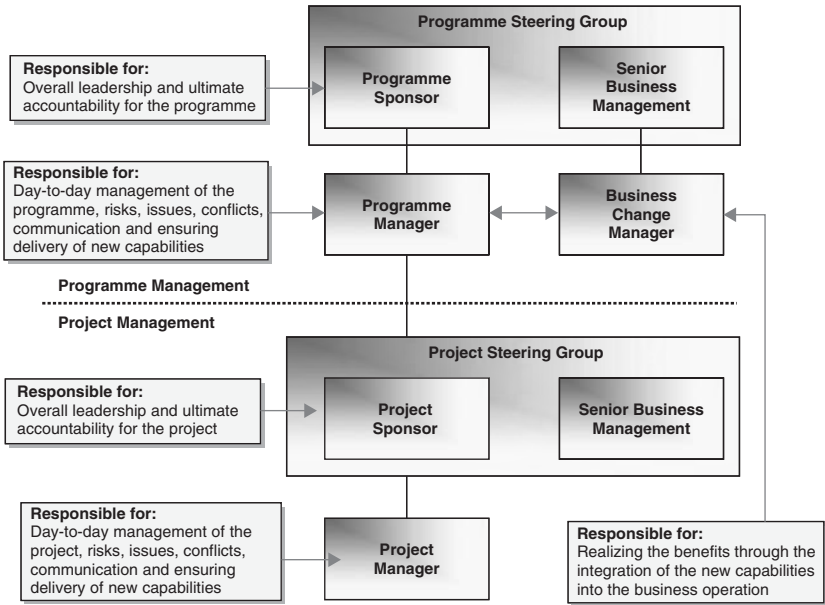 Programme Steering Group
Responsible for:
Overall leadership and ultimate
accountability for the programme
Programme
Sponsor
Senior
Business
Management
Responsible for:
Day-to-day management of the
programme, risks, issues, conflicts,
communication and ensuring
delivery of new capabilities
Programme
Manager
Business
Change
Manager
Programme Management
Project Management
Project Steering Group
Responsible for:
Overall leadership and ultimate
accountability for the project
Project
Sponsor
Senior Business
Management
Responsible for:
Day-to-day management of the
project, risks, issues, conflicts,
communication and ensuring
delivery of new capabilities
Project
Manager
Responsible for:
Realizing the benefits through the
integration of the new capabilities
into the business operation